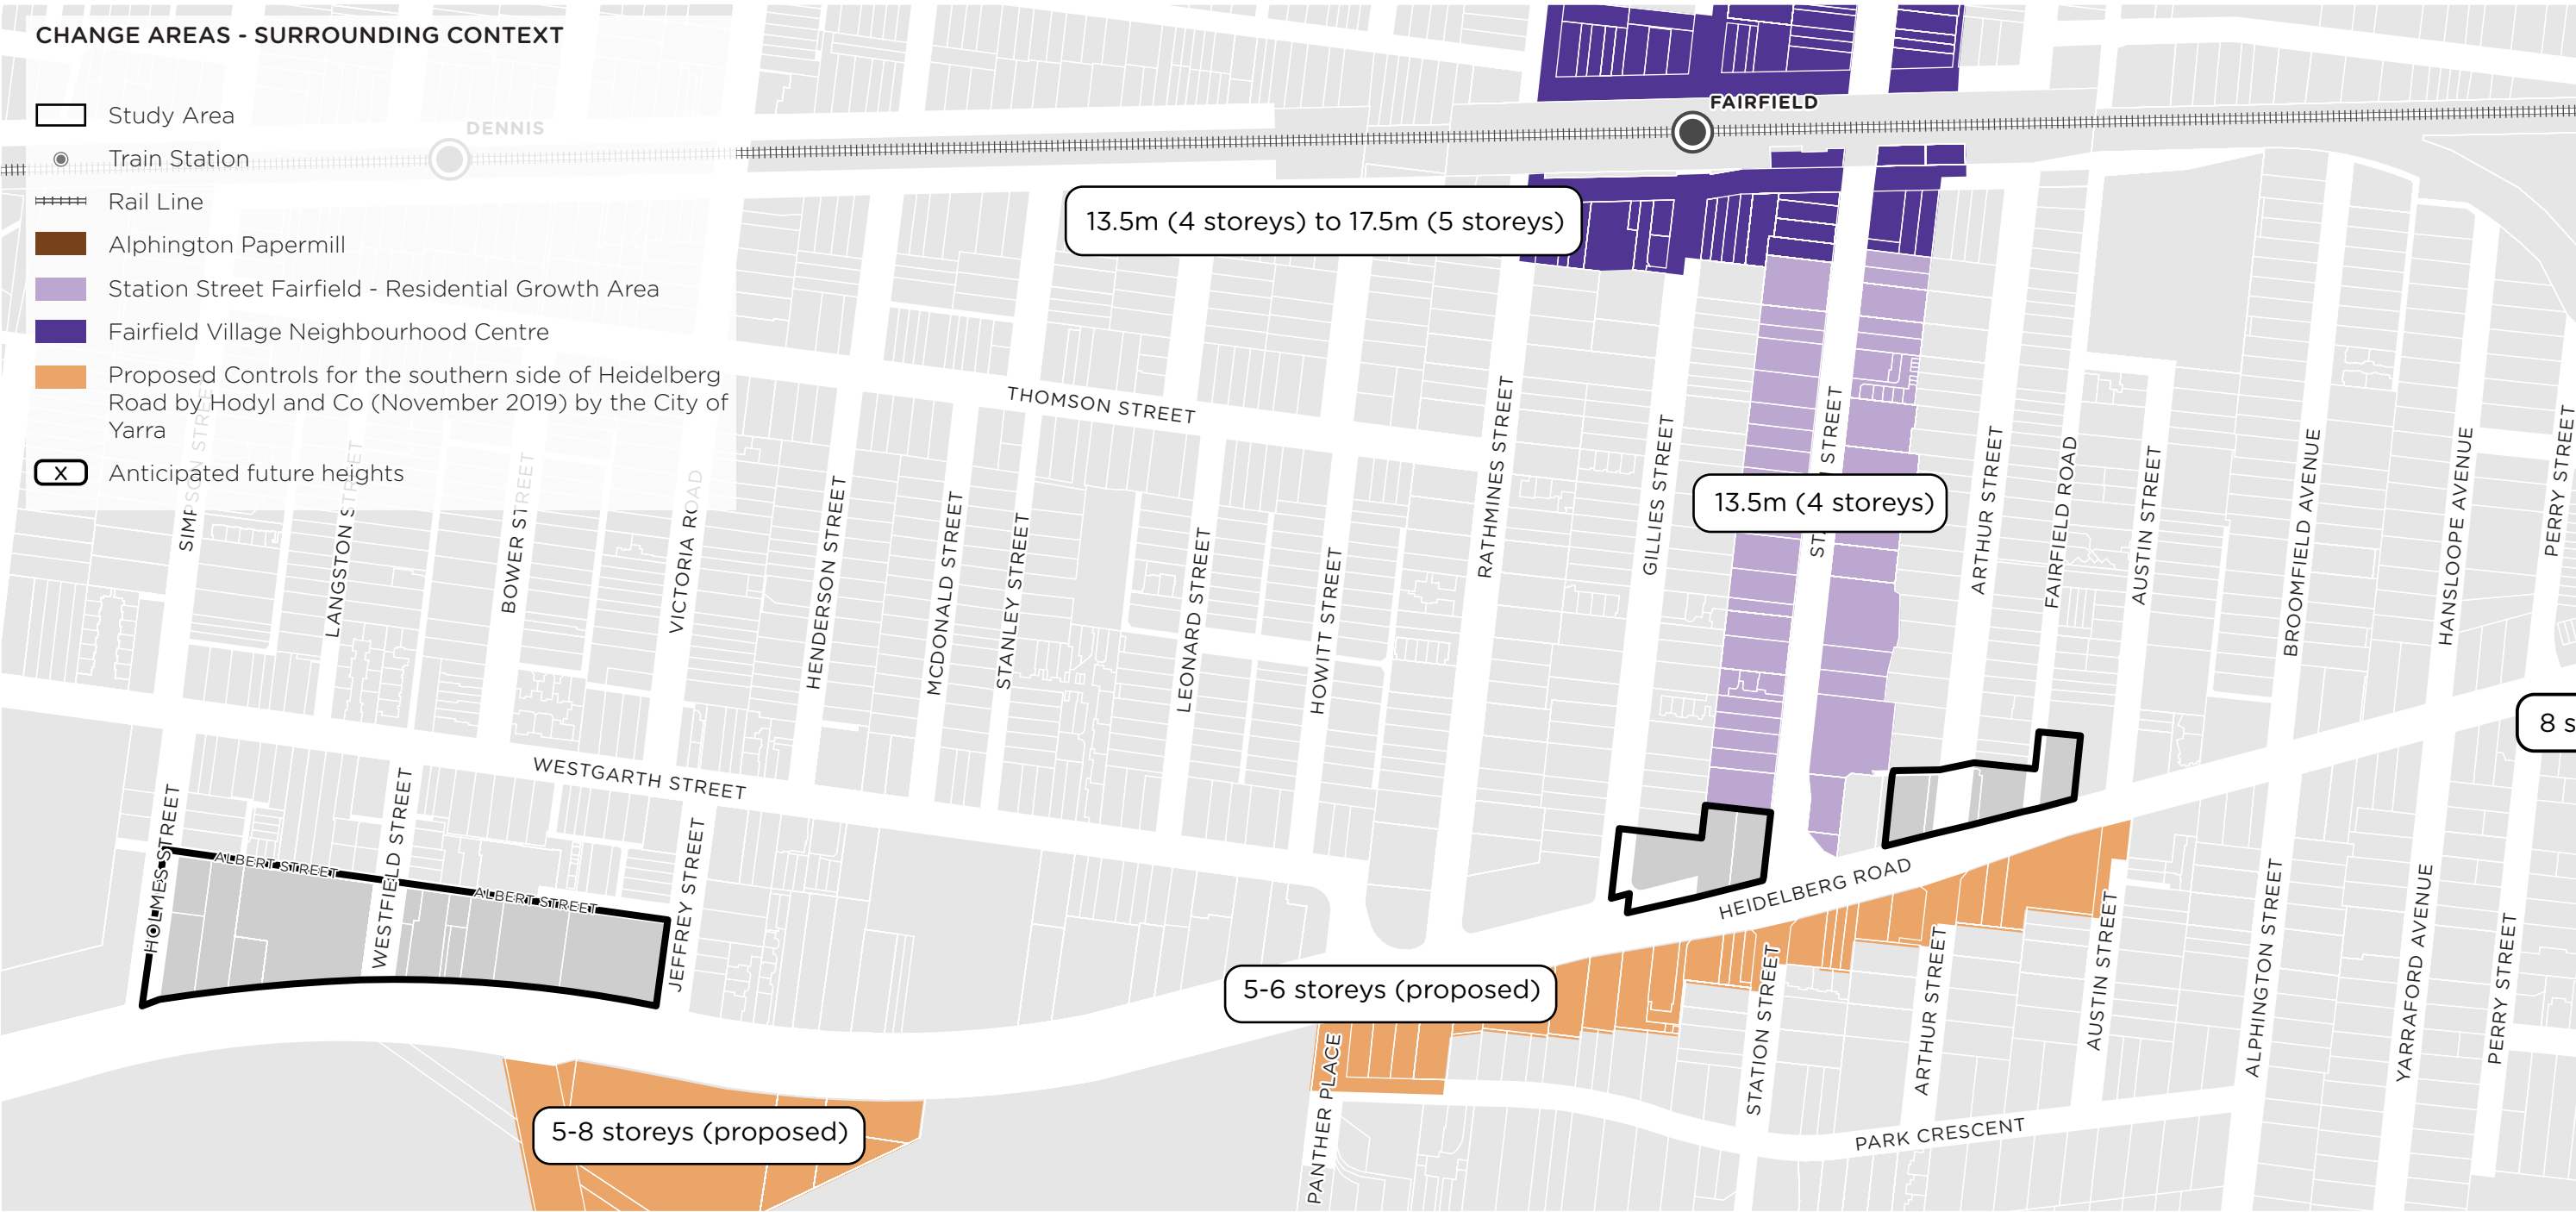 CHANGE AREAS - SURROUNDING CONTEXT
Study Area
Train Station
Rail Line
Alphington Papermill
Station Street Fairfield - Residential Growth Area
Fairfield Village Neighbourhood Centre
Proposed Controls for the southern side of Heidelberg
Road by Hodyl and Co (November 2019) by the City of
Yarra
X
Anticipated future heights
DENNIS
FAIRFIELD
13.5m (4 storeys) to 17.5m (5 storeys)
THOMSON STREET
13.5m (4 storeys)
SIMPSON STREET
LANGSTON STREET
BOWER STREET
VICTORIA ROAD
HENDERSON STREET
MCDONALD STREET
STANLEY STREET
LEONARD STREET
HOWITT STREET
RATHMINES STREET
GILLIES STREET
STREET
ARTHUR STREET
FAIRFIELD ROAD
AUSTIN STREET
BROOMFIELD AVENUE
HANSLOOPE AVENUE
PERRY STREET
8 s
WESTGARTH STREET
HOLMES STREET
ALBERT STREET
WESTFIELD STREET
ALBERT STREET
JEFFREY STREET
HEIDELBERG ROAD
5-6 storeys (proposed)
5-8 storeys (proposed)
PANTHER PLACE
STATION STREET
ARTHUR STREET
AUSTIN STREET
ALPHINGTON STREET
YARRAFORD AVENUE
PERRY STREET
PARK CRESCENT